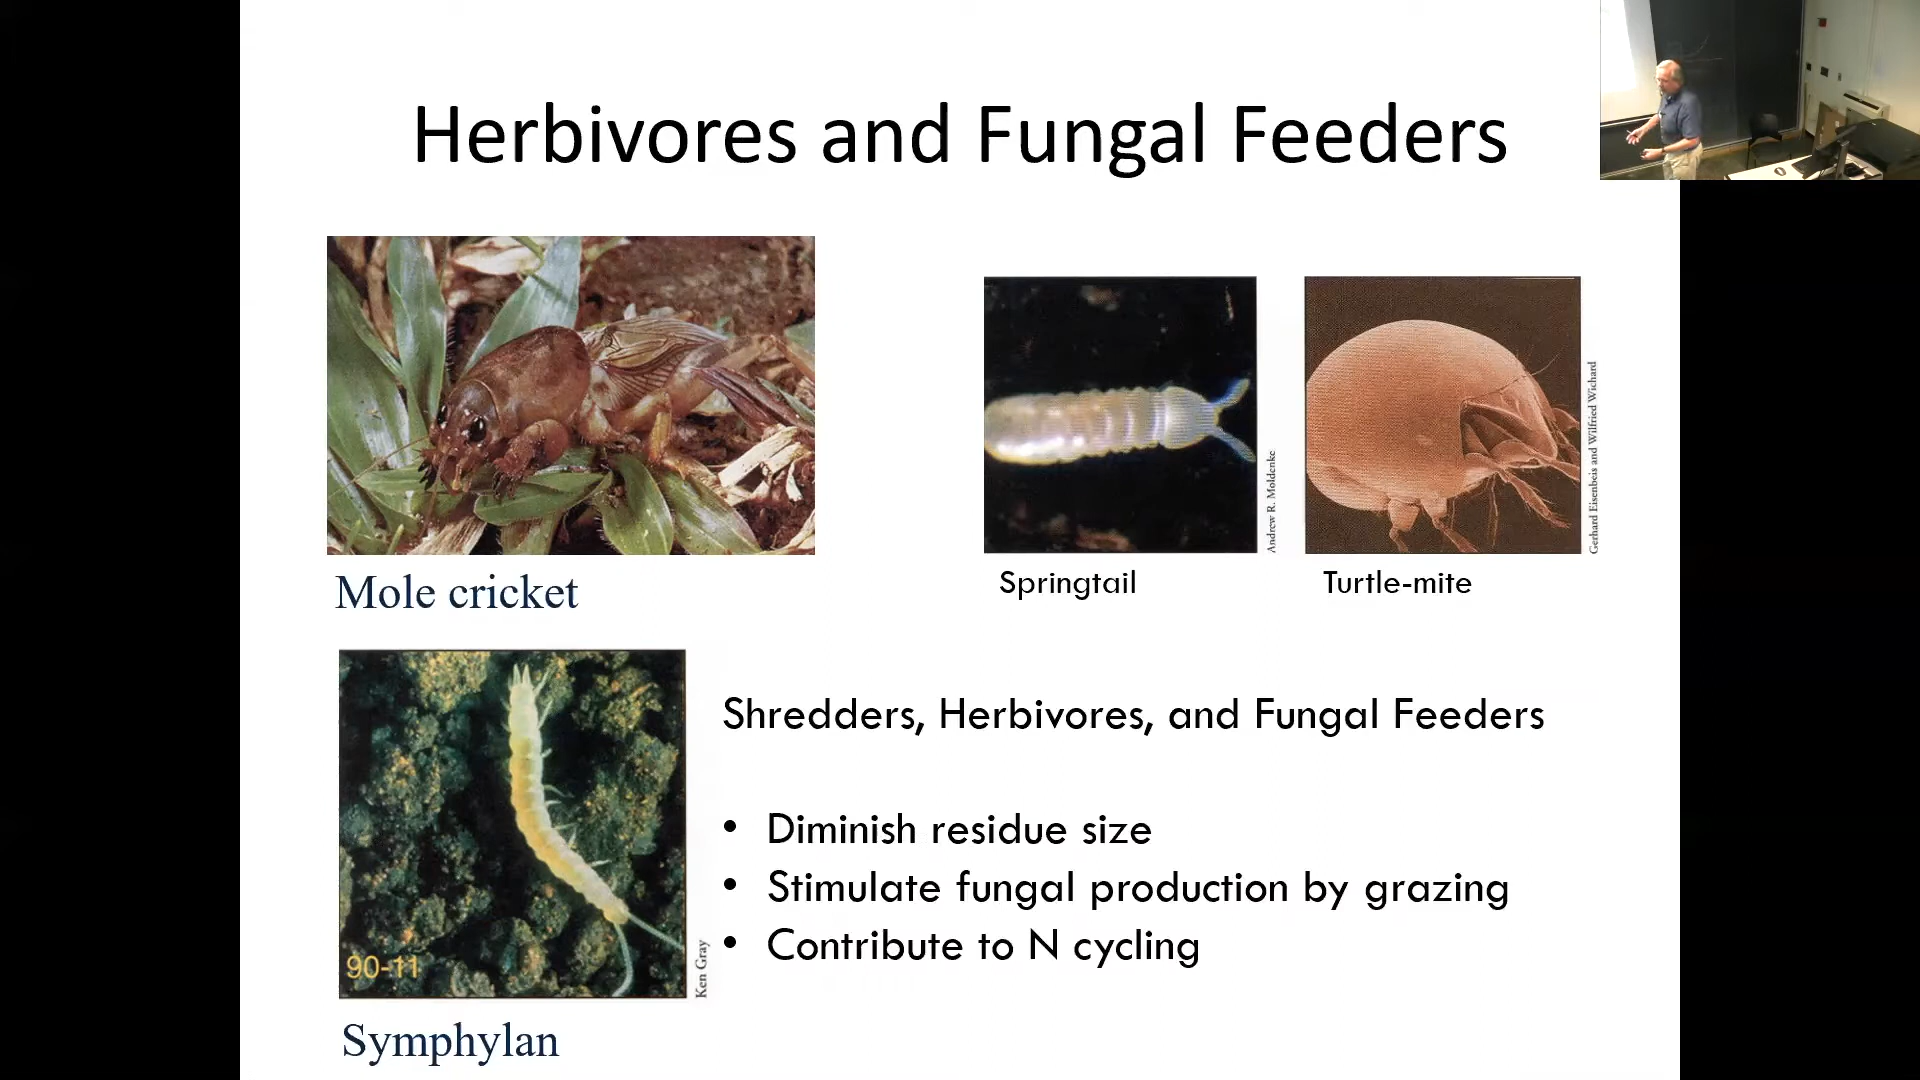 Herbivores and Fungal Feeders
Andrew R. Moldenke
Gerhard Eisenbeis and Wilfried Wichard
Mole cricket
Springtail
Turtle-mite
90-11
Ken Gray
Symphylan
Shredders, Herbivores, and Fungal Feeders
• Diminish residue size
• Stimulate fungal production by grazing
• Contribute to N cycling